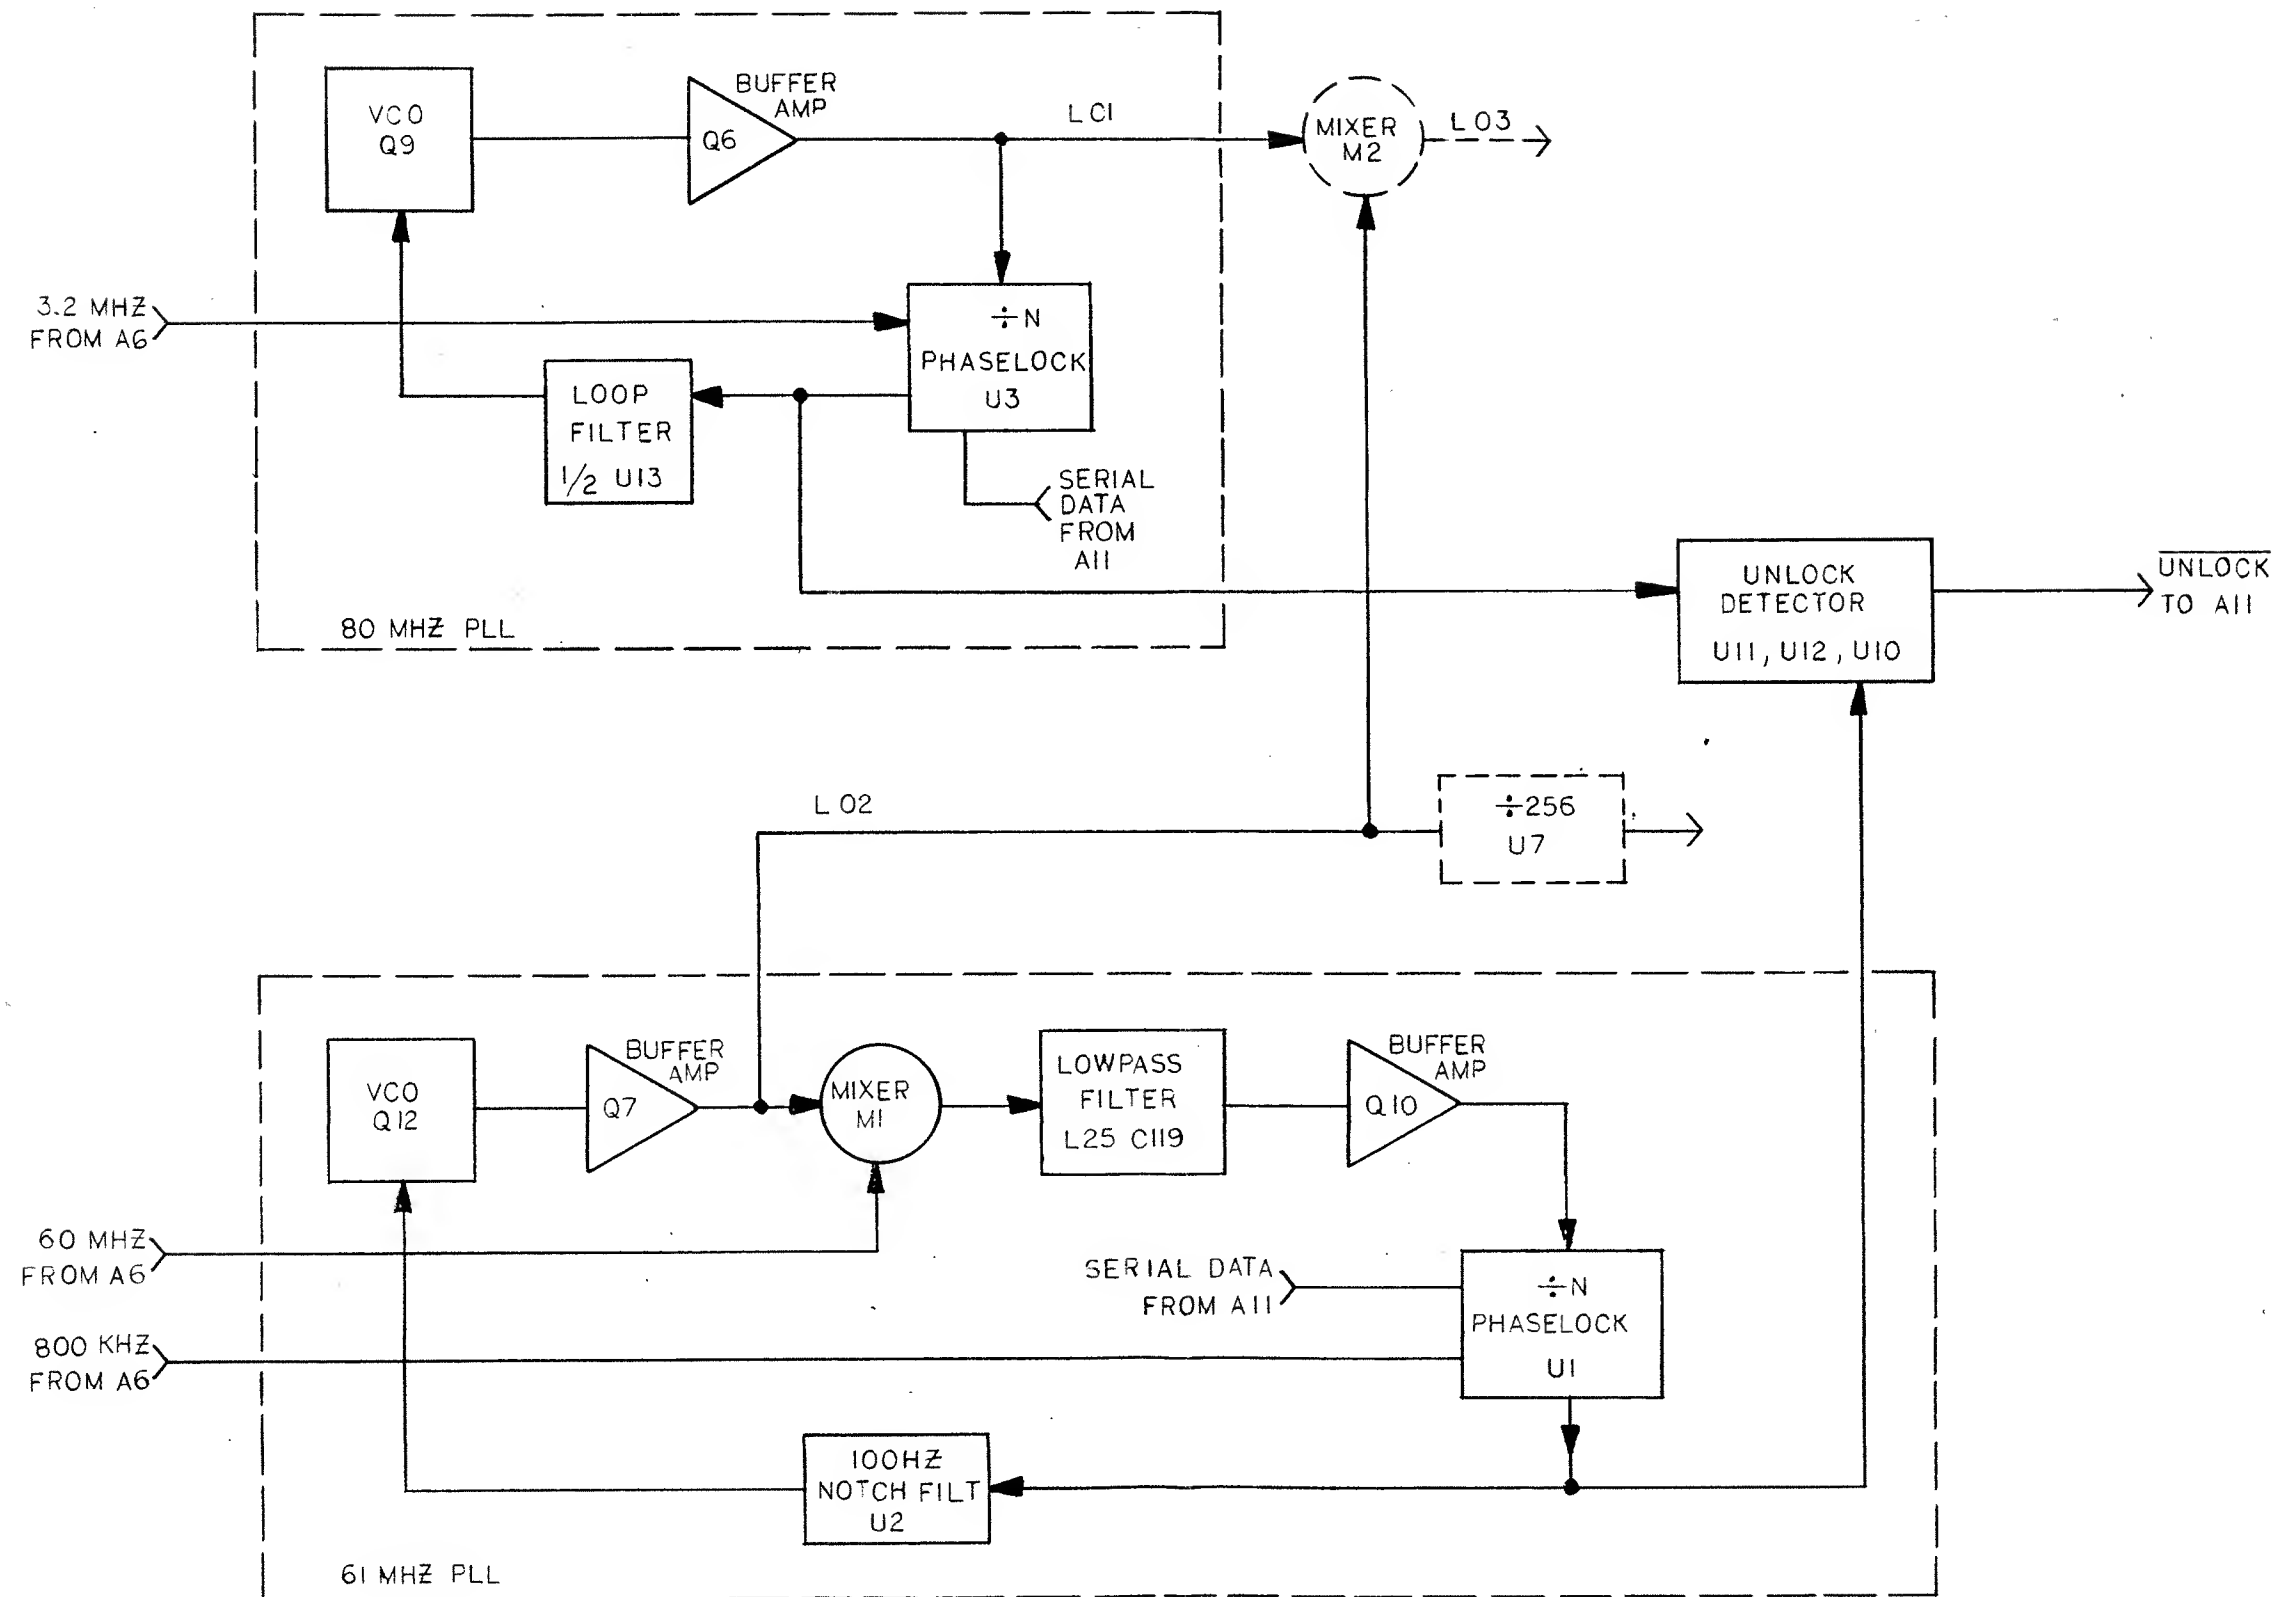 BUFFER
AMP
VCO
Q9
Q6
LO1
MIXER
M2
LO3
3.2 MHZ
FROM A6
÷N
PHASELOCK
U3
LOOP
FILTER
1/2 U13
SERIAL
DATA
FROM
A11
80 MHZ PLL
UNLOCK
DETECTOR
U11, U12, U10
UNLOCK
TO A11
LO2
÷256
U7
VCO
Q12
BUFFER
AMP
Q7
MIXER
M1
LOWPASS
FILTER
L25 C119
BUFFER
AMP
Q10
60 MHZ
FROM A6
SERIAL DATA
FROM A11
÷N
PHASELOCK
U1
800 KHZ
FROM A6
100HZ
NOTCH FILT
U2
61 MHZ PLL